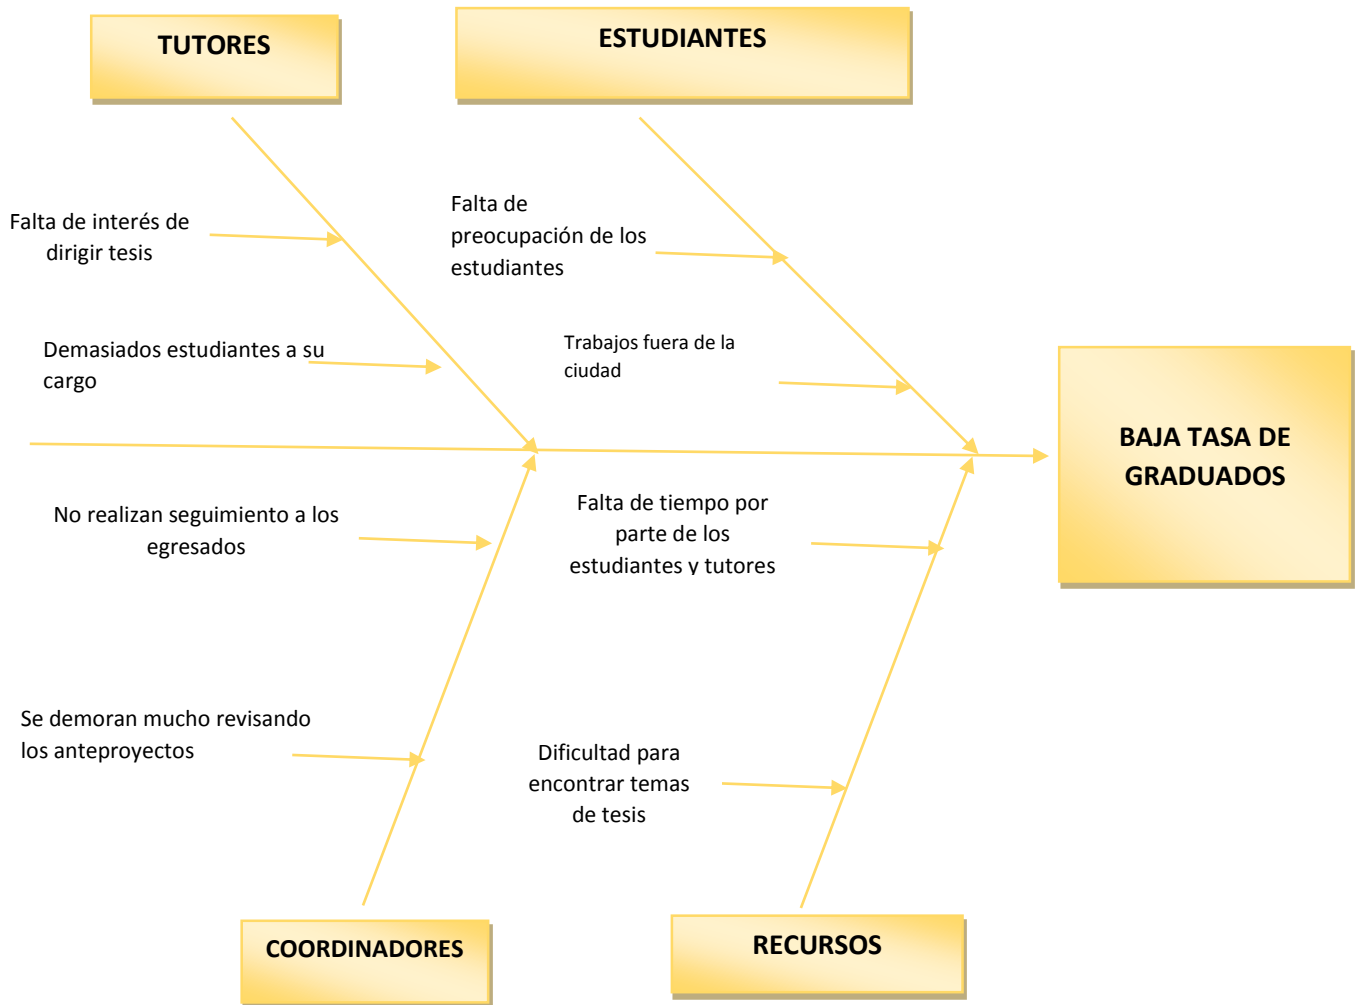 TUTORES
ESTUDIANTES
Falta de interés de
dirigir tesis
Falta de
preocupación de los
estudiantes
Demasiados estudiantes a su
cargo
Trabajos fuera de la
ciudad
BAJA TASA DE
GRADUADOS
No realizan seguimiento a los
egresados
Falta de tiempo por
parte de los
estudiantes y tutores
Se demoran mucho revisando
los anteproyectos
Dificultad para
encontrar temas
de tesis
COORDINADORES
RECURSOS